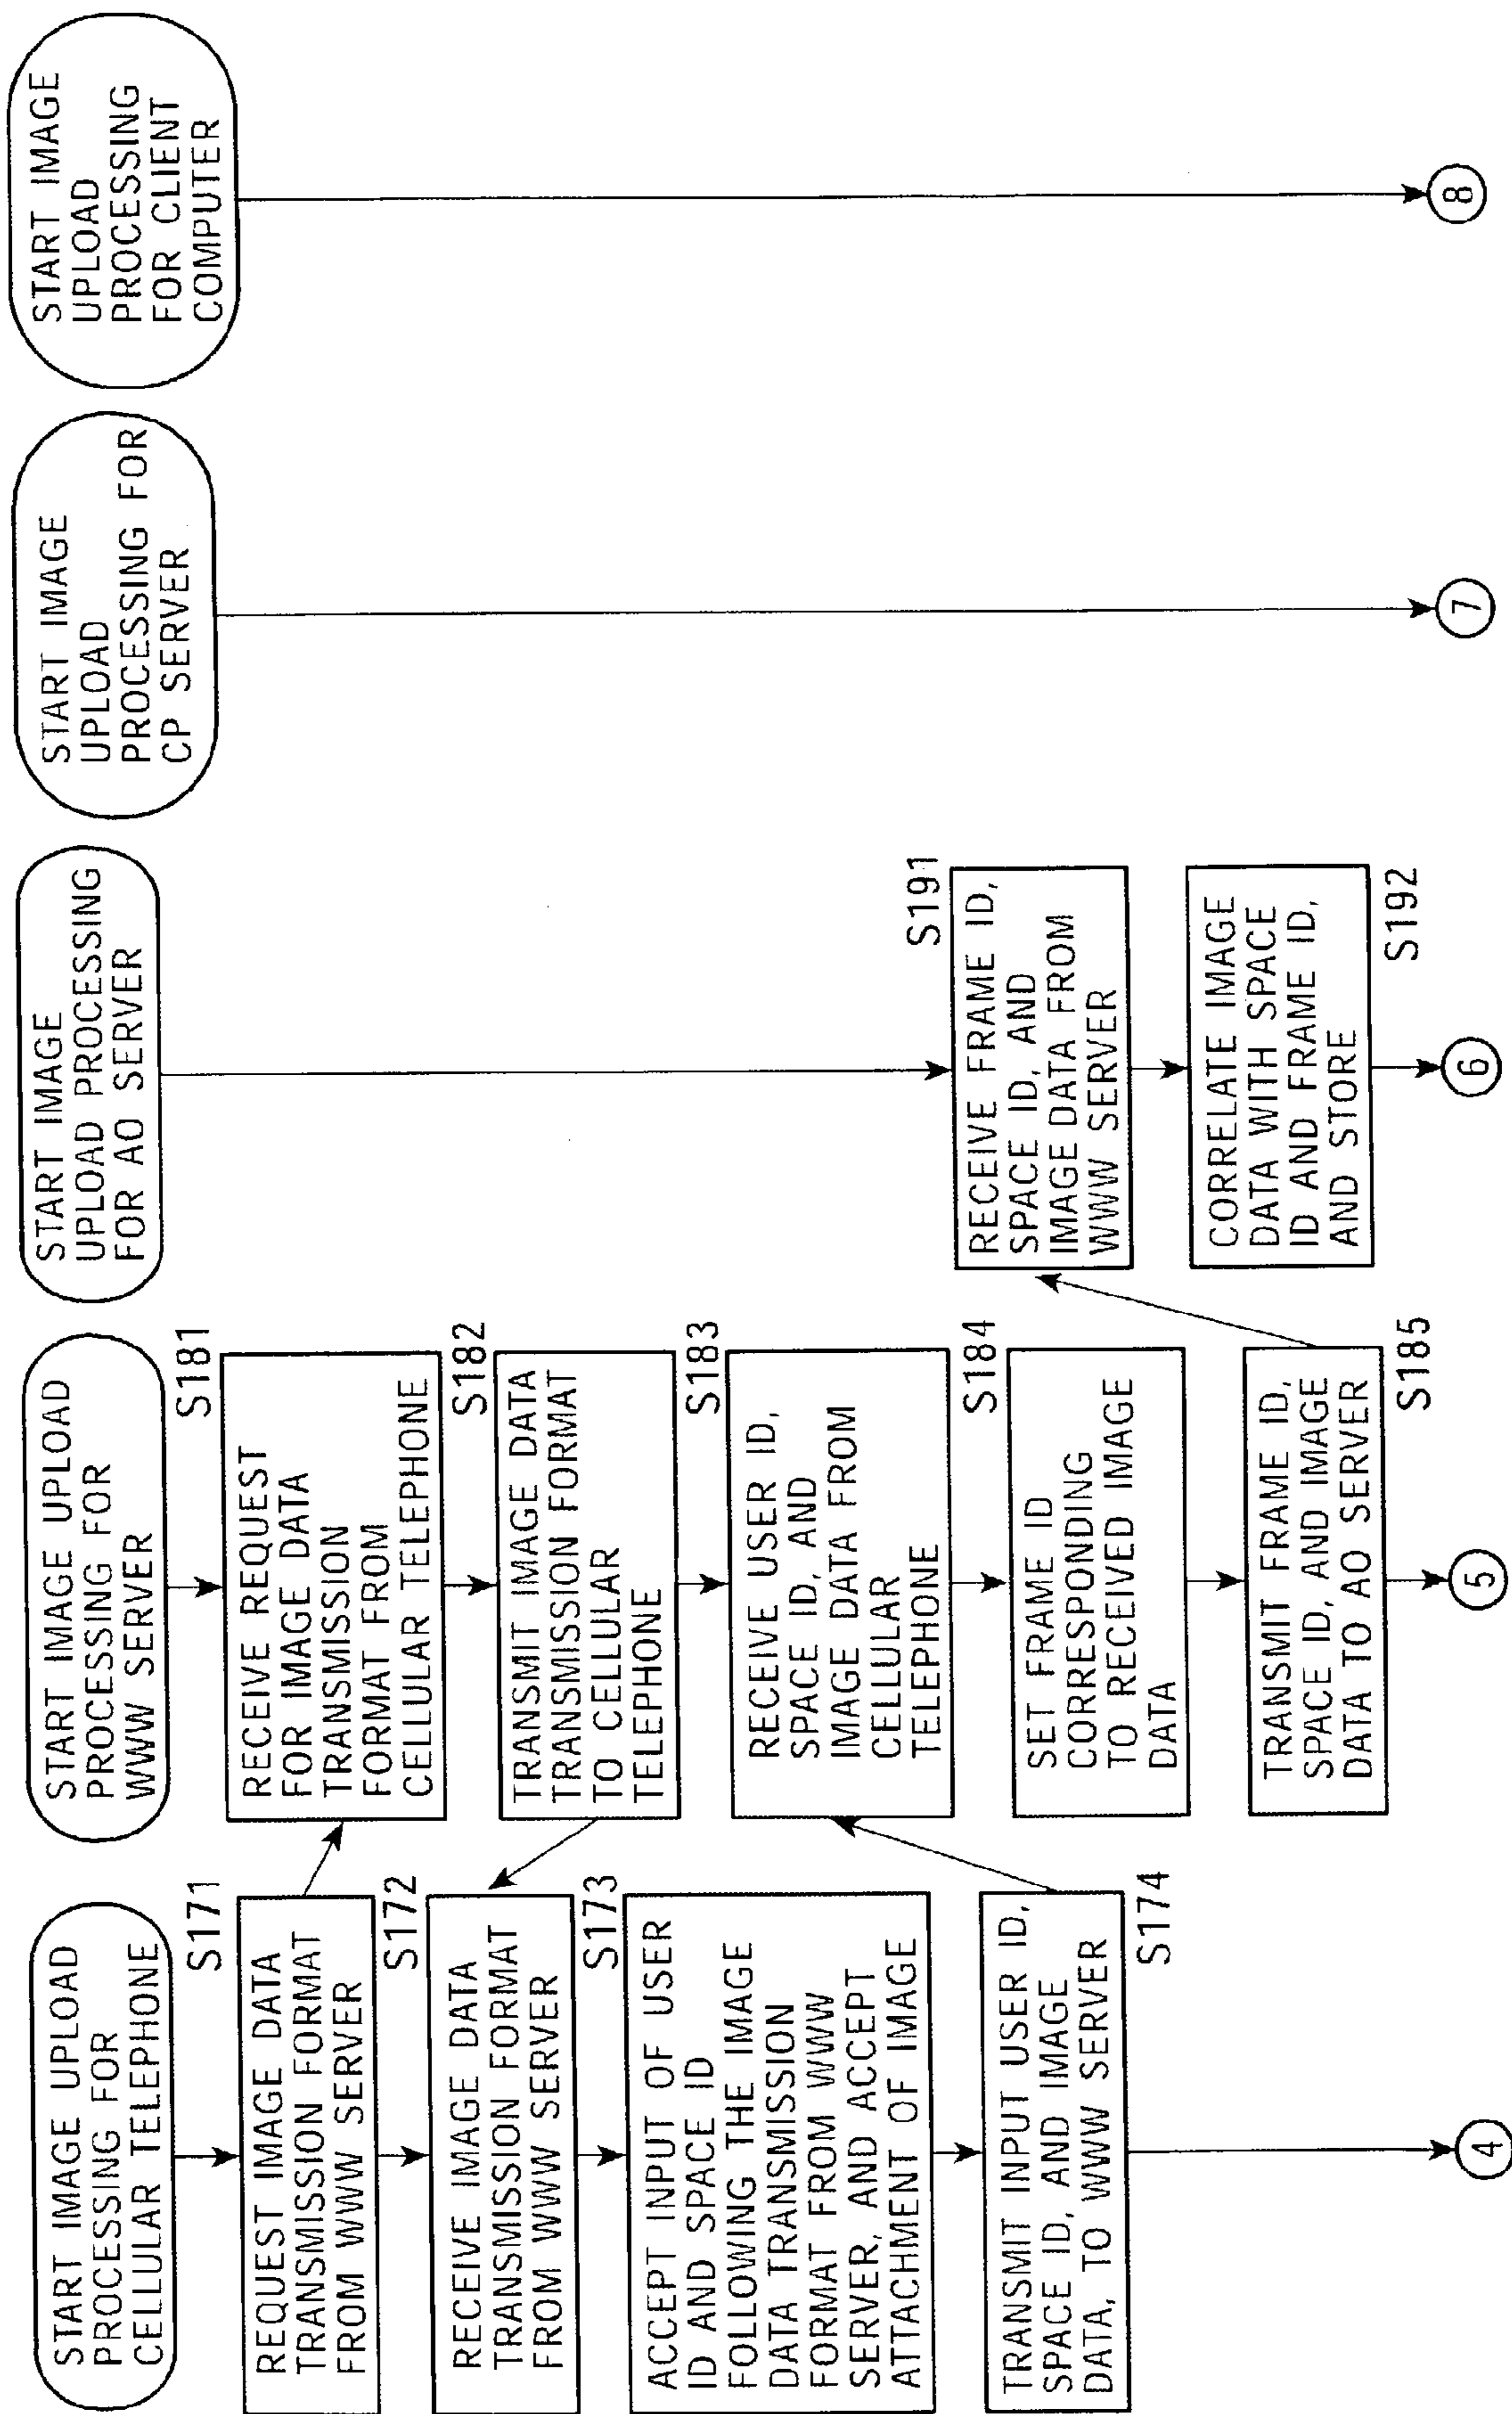 START IMAGE UPLOAD
PROCESSING FOR
CELLULAR TELEPHONE
S171
REQUEST IMAGE DATA
TRANSMISSION FORMAT
FROM WWW SERVER
S172
RECEIVE IMAGE DATA
TRANSMISSION FORMAT
FROM WWW SERVER
S173
ACCEPT INPUT OF USER
ID AND SPACE ID
FOLLOWING THE IMAGE
DATA TRANSMISSION
FORMAT FROM WWW
SERVER, AND ACCEPT
ATTACHMENT OF IMAGE
TRANSMIT INPUT USER ID,
SPACE ID, AND IMAGE
DATA, TO WWW SERVER
S174
4
START IMAGE UPLOAD
PROCESSING FOR
WWW SERVER
S181
RECEIVE REQUEST
FOR IMAGE DATA
TRANSMISSION
FORMAT FROM
CELLULAR TELEPHONE
S182
TRANSMIT IMAGE DATA
TRANSMISSION FORMAT
TO CELLULAR
TELEPHONE
S183
RECEIVE USER ID,
SPACE ID, AND
IMAGE DATA FROM
CELLULAR
TELEPHONE
S184
SET FRAME ID
CORRESPONDING
TO RECEIVED IMAGE
DATA
TRANSMIT FRAME ID,
SPACE ID, AND IMAGE
DATA TO AO SERVER
S185
5
START IMAGE
UPLOAD PROCESSING
FOR AO SERVER
S191
RECEIVE FRAME ID,
SPACE ID, AND
IMAGE DATA FROM
WWW SERVER
CORRELATE IMAGE
DATA WITH SPACE
ID AND FRAME ID,
AND STORE
S192
6
START IMAGE
UPLOAD
PROCESSING FOR
CP SERVER
7
START IMAGE
UPLOAD
PROCESSING
FOR CLIENT
COMPUTER
8